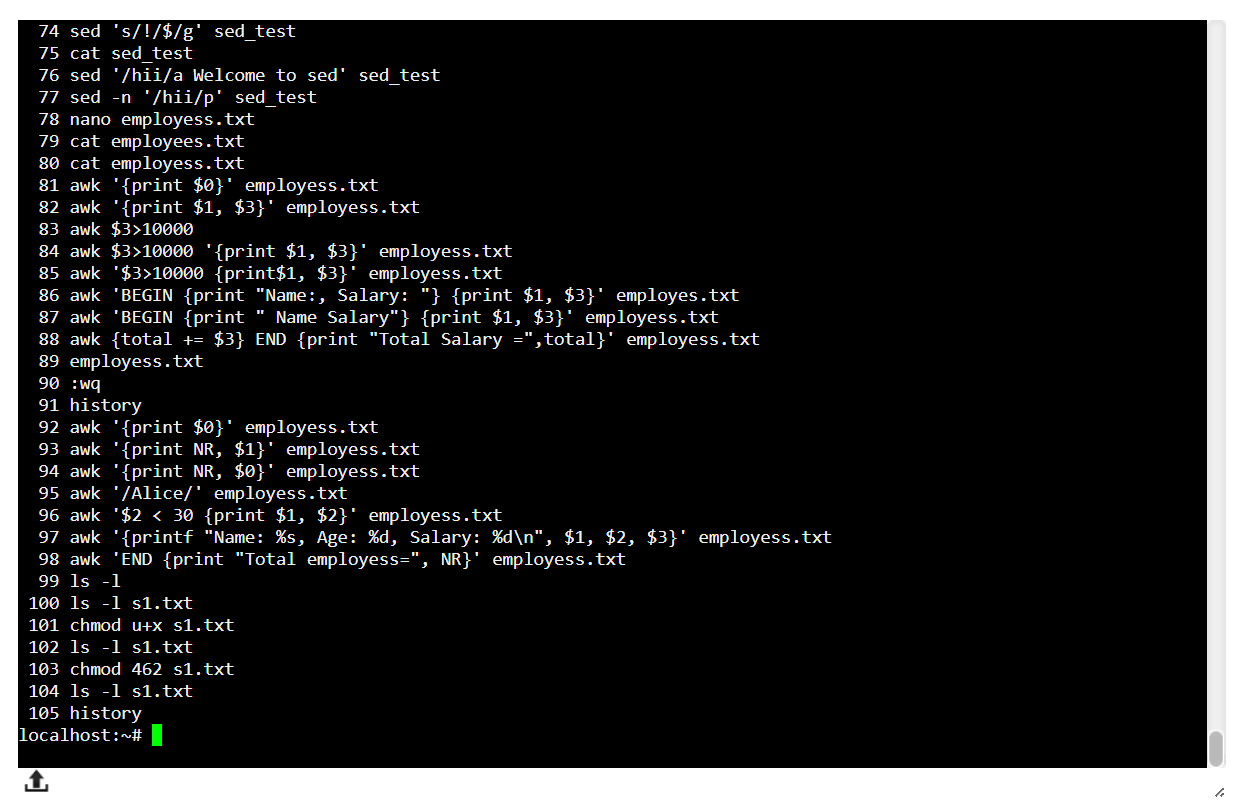 74 sed 's/!/$/g' sed_test
75 cat sed_test
76 sed '/hii/a Welcome to sed' sed_test
77 sed -n '/hii/p' sed_test
78 nano employess.txt
79 cat employees.txt
80 cat employess.txt
81 awk '{print $0}' employess.txt
82 awk '{print $1, $3}' employess.txt
83 awk $3>10000
84 awk $3>10000 '{print $1, $3}' employess.txt
85 awk '$3>10000 {print$1, $3}' employess.txt
86 awk 'BEGIN {print "Name:, Salary: "} {print $1, $3}' employes.txt
87 awk 'BEGIN {print " Name Salary"} {print $1, $3}' employess.txt
88 awk {total += $3} END {print "Total Salary =",total}' employess.txt
89 employess.txt
90 :wq
91 history
92 awk '{print $0}' employess.txt
93 awk '{print NR, $1}' employess.txt
94 awk '{print NR, $0}' employess.txt
95 awk '/Alice/' employess.txt
96 awk '$2 < 30 {print $1, $2}' employess.txt
97 awk '{printf "Name: %s, Age: %d, Salary: %d\n", $1, $2, $3}' employess.txt
98 awk 'END {print "Total employess=", NR}' employess.txt
99 ls -l
100 ls -l s1.txt
101 chmod u+x s1.txt
102 ls -l s1.txt
103 chmod 462 s1.txt
104 ls -l s1.txt
105 history
localhost:~#